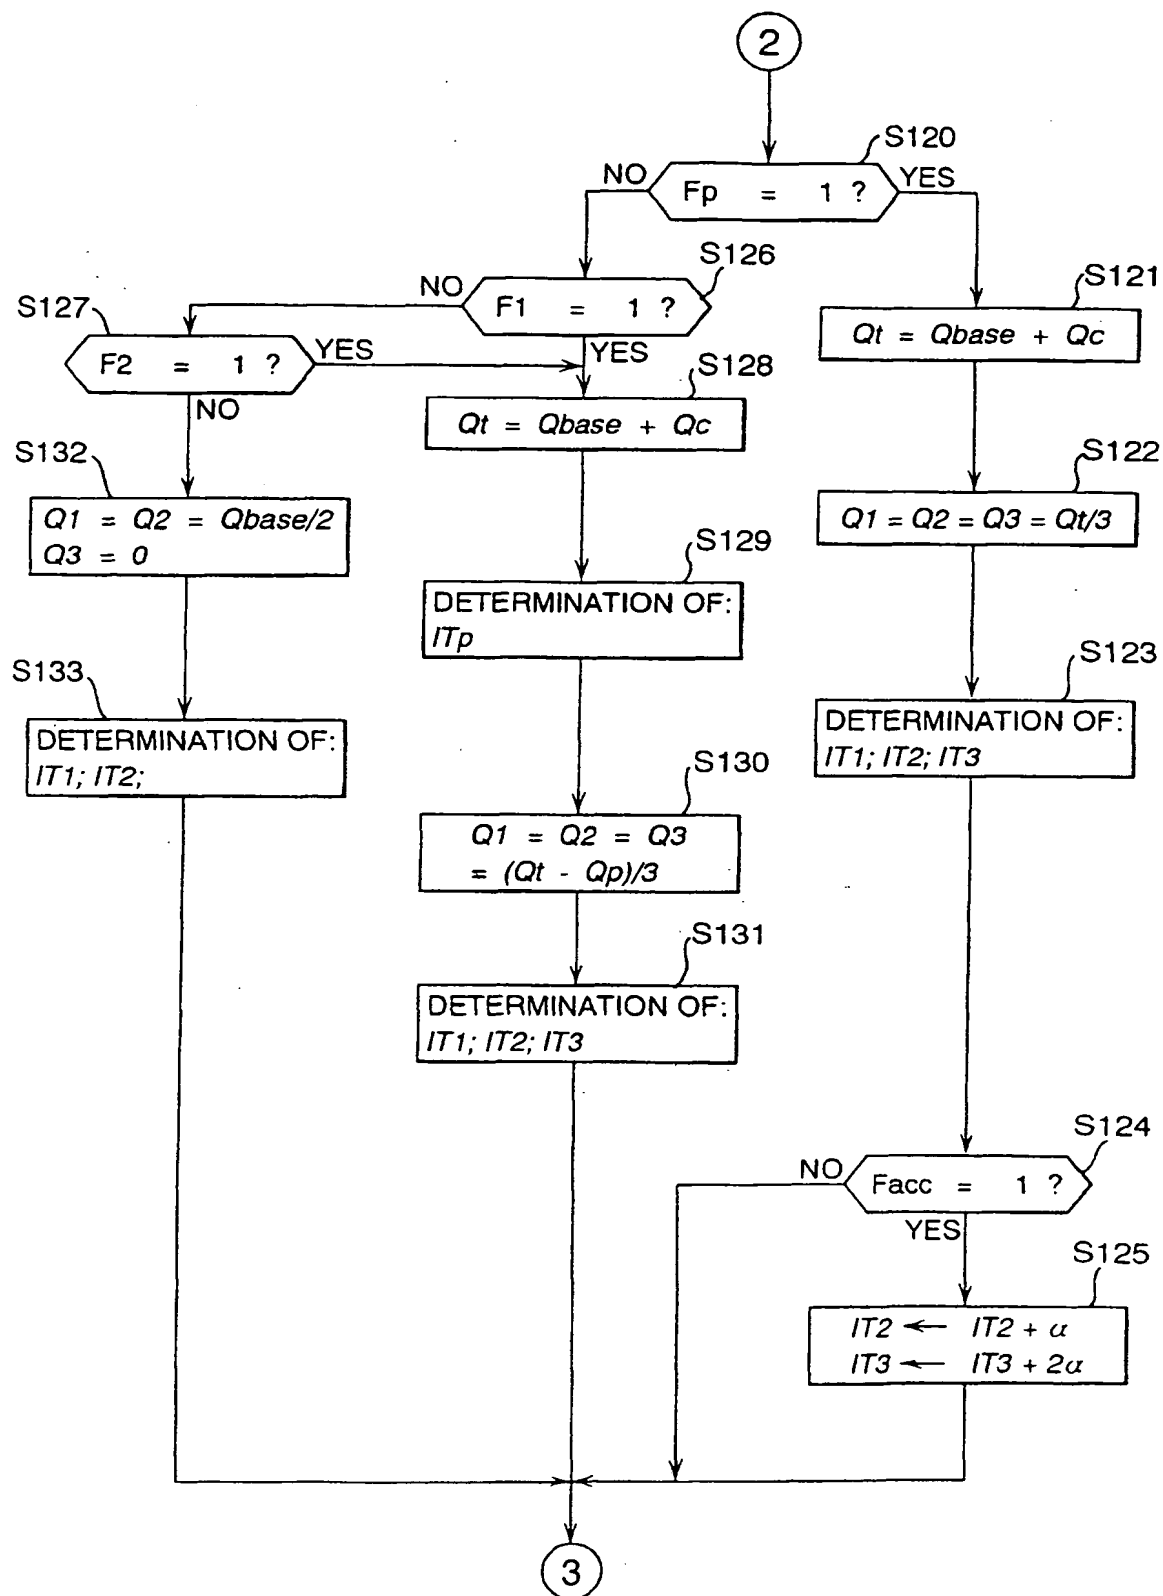 2
S120
NO
Fp = 1 ?
YES
S126
NO
F1 = 1 ?
YES
S121
Qt = Qbase + Qc
S127
F2 = 1 ?
YES
NO
S128
Qt = Qbase + Qc
S122
Q1 = Q2 = Q3 = Qt/3
S132
Q1 = Q2 = Qbase/2
Q3 = 0
S129
DETERMINATION OF:
ITp
S123
DETERMINATION OF:
IT1; IT2; IT3
S133
DETERMINATION OF:
IT1; IT2;
S130
Q1 = Q2 = Q3
= (Qt - Qp)/3
S131
DETERMINATION OF:
IT1; IT2; IT3
S124
NO
Facc = 1 ?
YES
S125
IT2 ← IT2 + α
IT3 ← IT3 + 2α
3